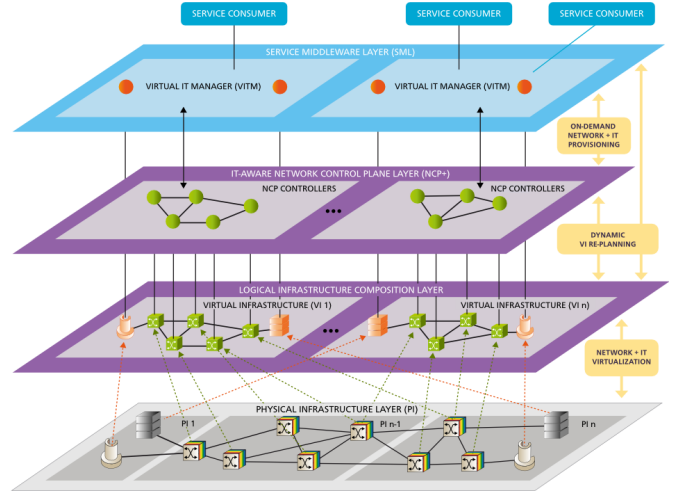 SERVICE CONSUMER
SERVICE CONSUMER
SERVICE CONSUMER
SERVICE MIDDLEWARE LAYER (SML)
VIRTUAL IT MANAGER (VITM)
VIRTUAL IT MANAGER (VITM)
ON-DEMAND
NETWORK + IT
PROVISIONING
IT-AWARE NETWORK CONTROL PLANE LAYER (NCP+)
NCP CONTROLLERS
NCP CONTROLLERS
DYNAMIC
VI RE-PLANNING
LOGICAL INFRASTRUCTURE COMPOSITION LAYER
VIRTUAL INFRASTRUCTURE (VI 1)
VIRTUAL INFRASTRUCTURE (VI n)
NETWORK + IT
VIRTUALIZATION
PHYSICAL INFRASTRUCTURE LAYER (PI)
PI 1
PI n-1
PI n